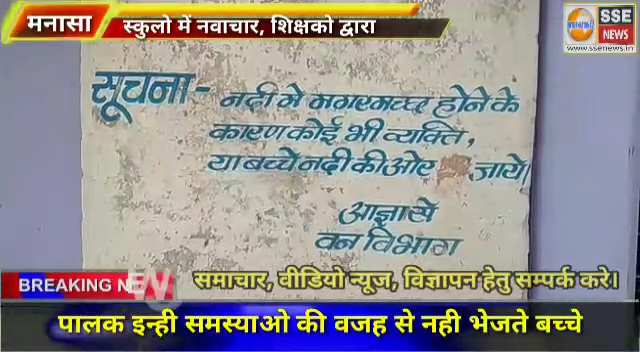 मनासा
स्कुलो में नवाचार, शिक्षको द्वारा
SSE
NEWS
www.ssenews.in
सूचना- नदी मे मगरमच्छ होने के
कारण कोई भी व्यक्ति,
या बच्चे नदी की ओर जाये।
आज्ञा से
वन विभाग
BREAKING NE
समाचार, वीडियो न्यूज, विज्ञापन हेतु सम्पर्क करे।
पालक इन्ही समस्याओ की वजह से नही भेजते बच्चे